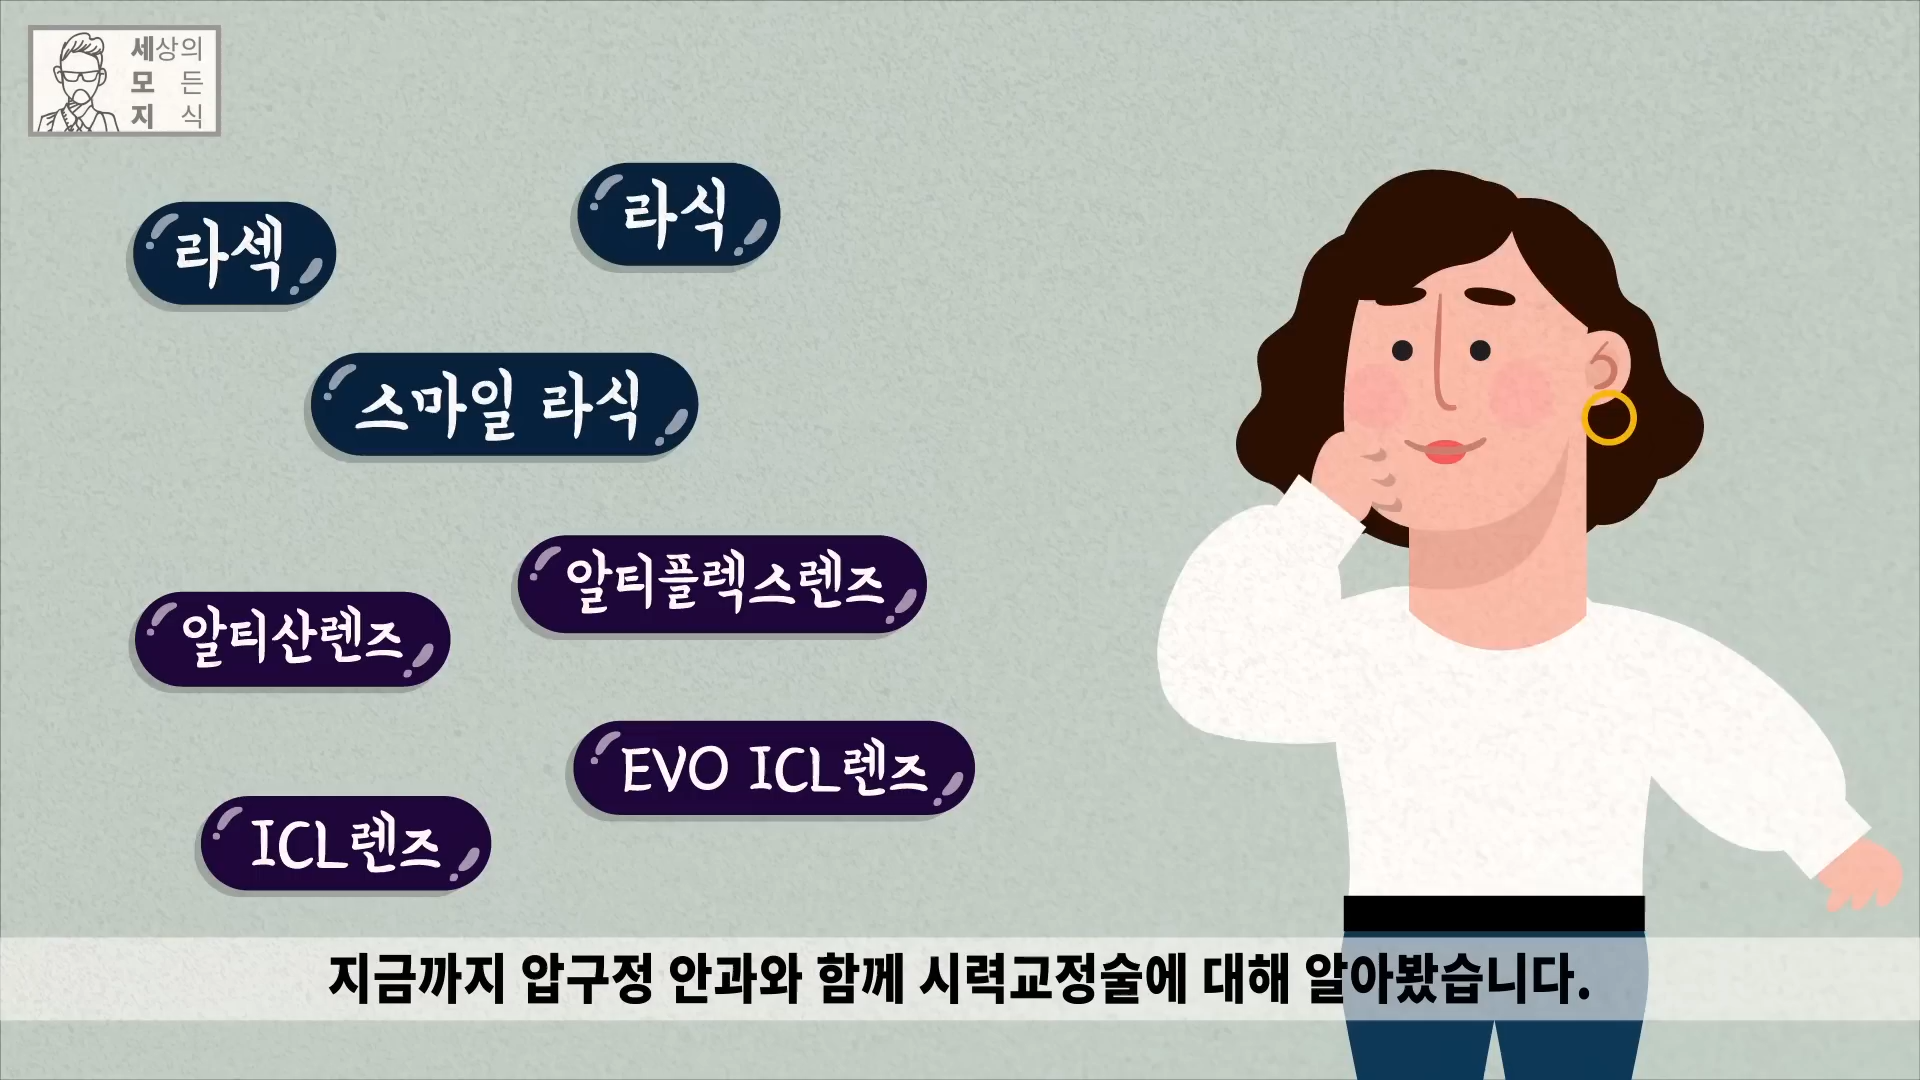 세상의
모든
지식
라섹
라식
스마일 라식
알티플렉스렌즈
알티산렌즈
EVO ICL렌즈
ICL렌즈
지금까지 압구정 안과와 함께 시력교정술에 대해 알아봤습니다.